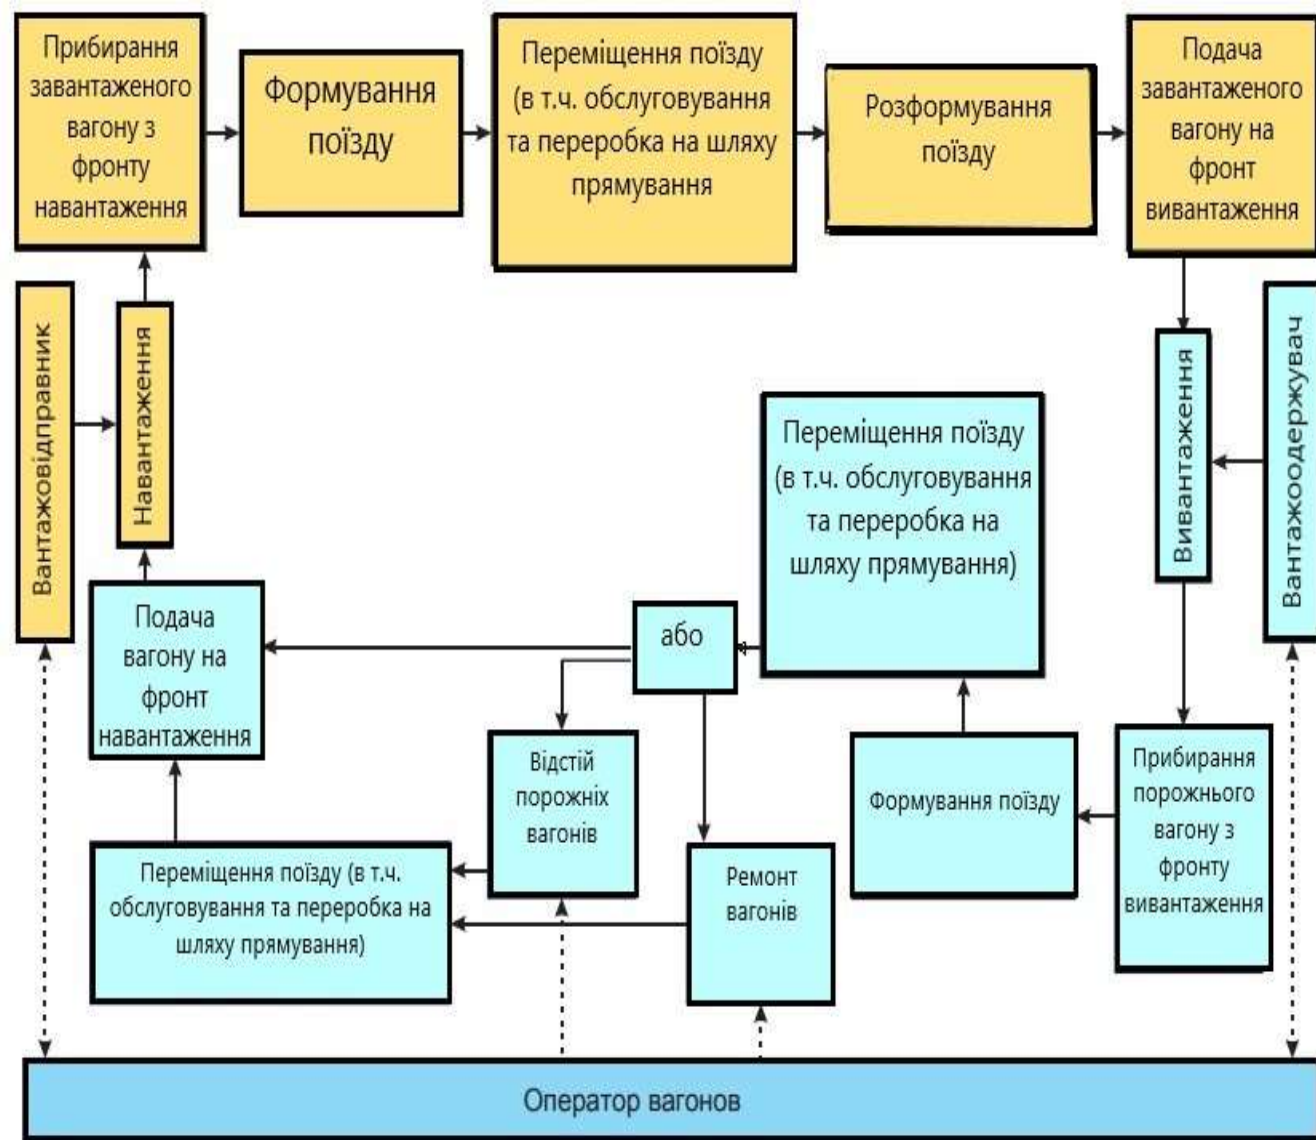 Прибирання
завантаженого
вагону з
фронту
навантаження
Формування
поїзду
Переміщення поїзду
(в т.ч. обслуговування
та переробка на шляху
прямування
Розформування
поїзду
Подача
завантаженого
вагону на
фронт
вивантаження
Вантажовідправник
Навантаження
Переміщення поїзду
(в т.ч. обслуговування
та переробка на
шляху прямування)
Вивантаження
Вантажоодержувач
Подача
вагону на
фронт
навантаження
або
Відстій
порожніх
вагонів
Формування поїзду
Прибирання
порожнього
вагону з
фронту
вивантаження
Переміщення поїзду (в т.ч.
обслуговування та переробка на
шляху прямування)
Ремонт
вагонів
Оператор вагонов